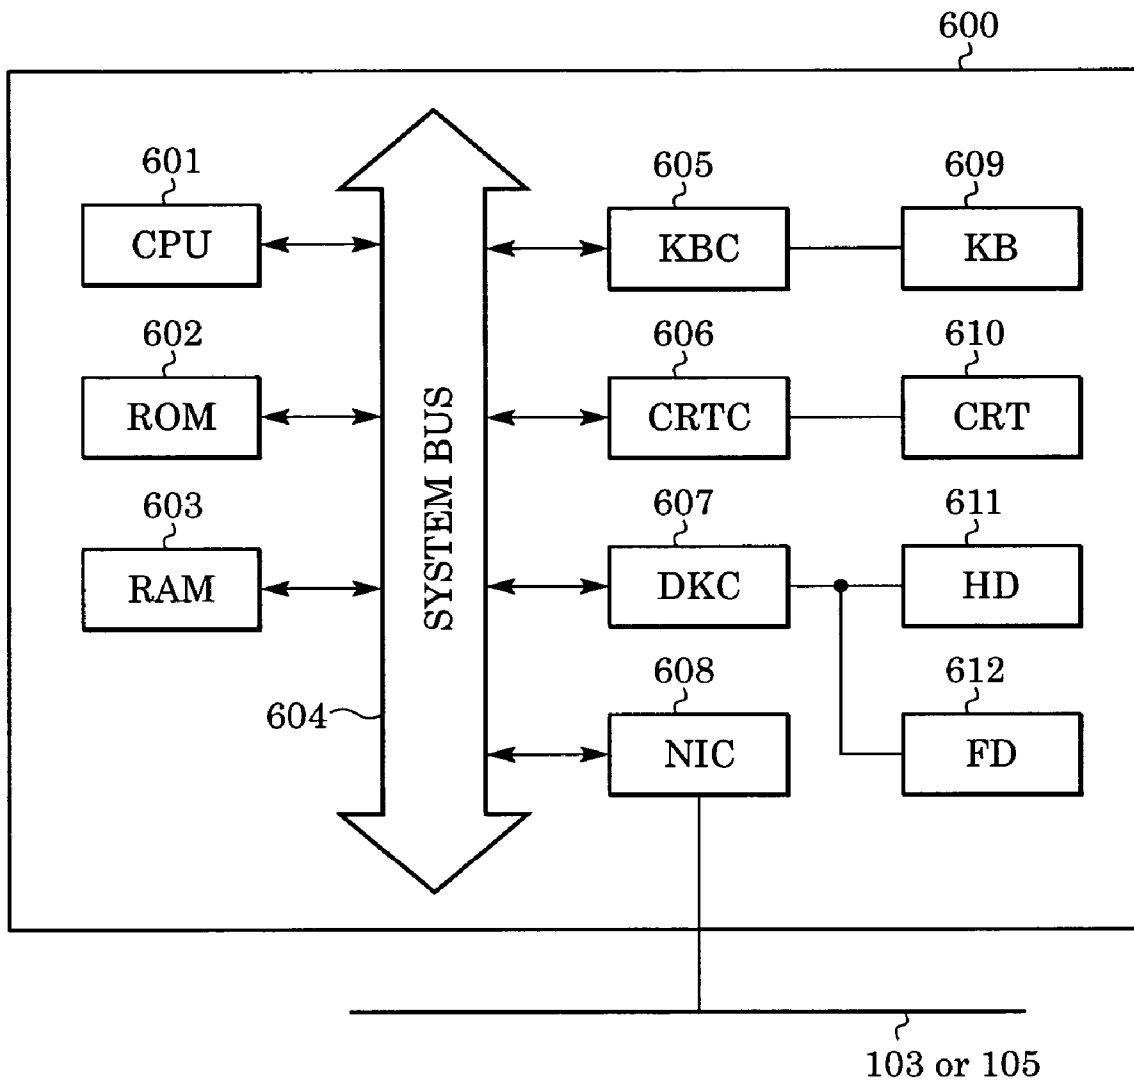 600
601
605
609
CPU
KBC
KB
602
606
610
ROM
CRTC
CRT
SYSTEM BUS
603
607
611
RAM
DKC
HD
604
608
612
NIC
FD
103 or 105